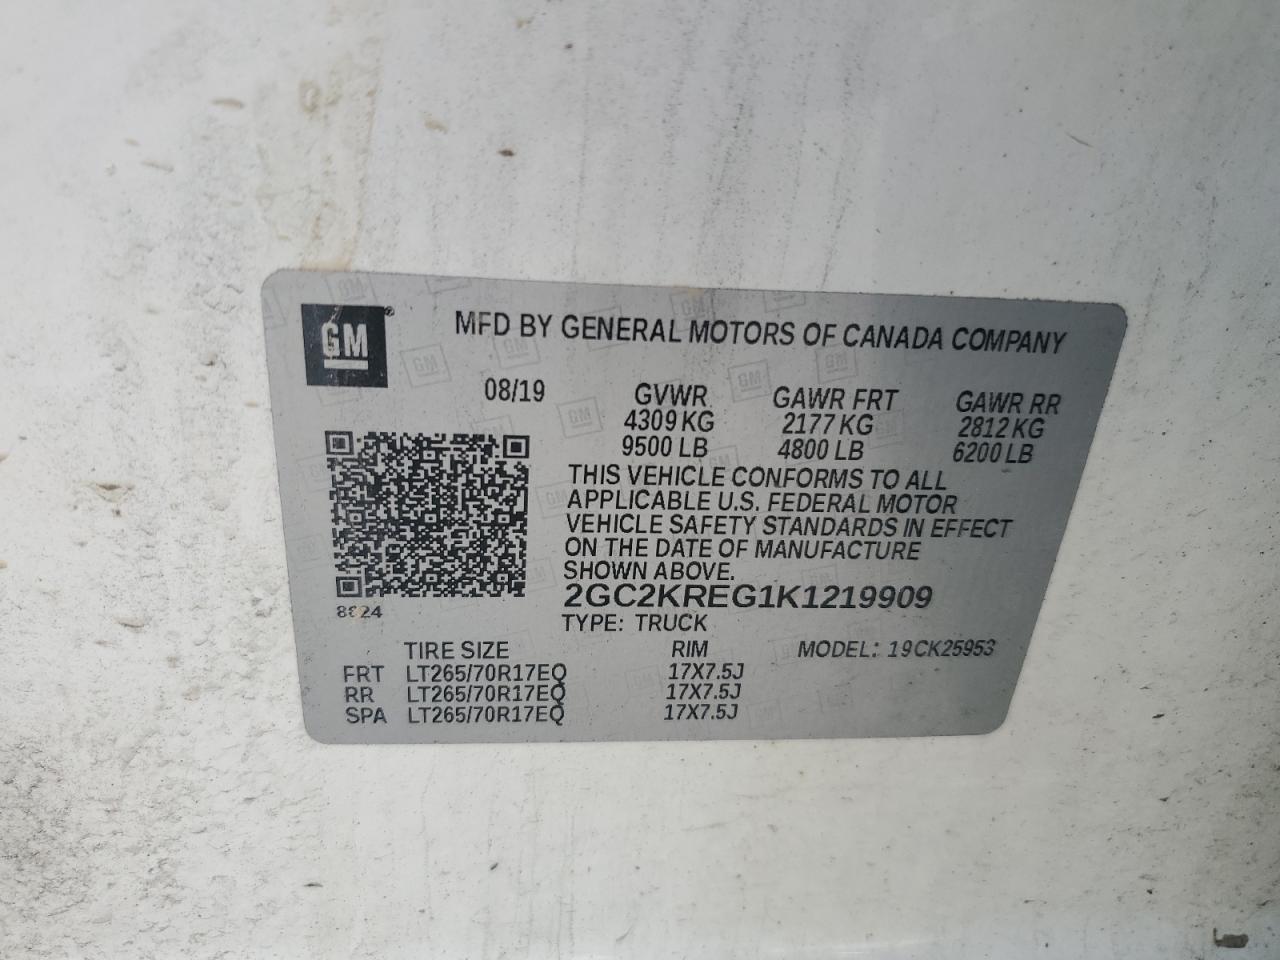 GM
MFD BY GENERAL MOTORS OF CANADA COMPANY
08/19 GVWR GAWR FRT GAWR RR
4309 KG 2177 KG 2812 KG
9500 LB 4800 LB 6200 LB
THIS VEHICLE CONFORMS TO ALL
APPLICABLE U.S. FEDERAL MOTOR
VEHICLE SAFETY STANDARDS IN EFFECT
ON THE DATE OF MANUFACTURE
SHOWN ABOVE.
2GC2KREG1K1219909
8824
TYPE: TRUCK
TIRE SIZE RIM MODEL: 19CK25953
FRT LT265/70R17EQ 17X7.5J
RR LT265/70R17EQ 17X7.5J
SPA LT265/70R17EQ 17X7.5J